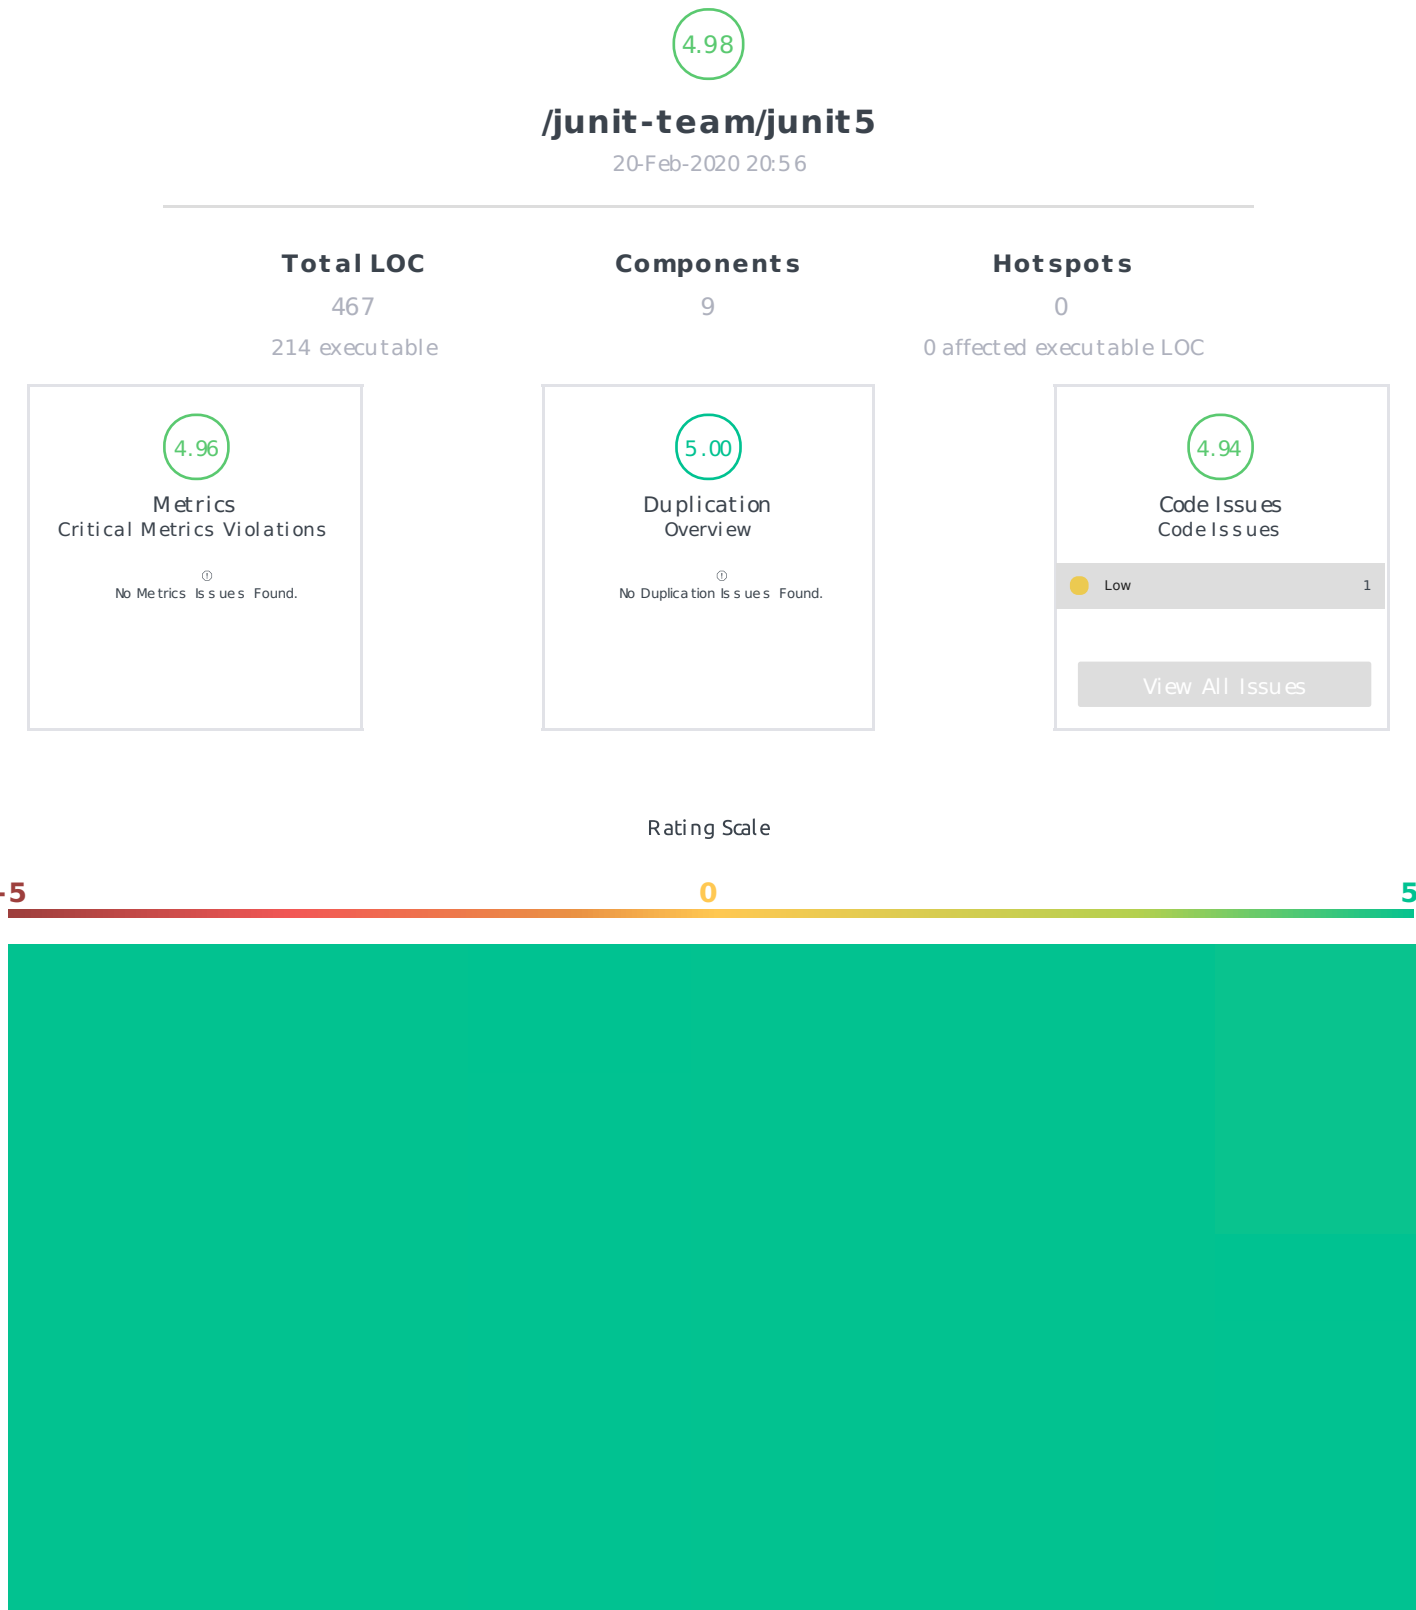 4.98
/junit-team/junit5
20-Feb-2020 20:56
Total LOC
Components
Hotspots
467
9
0
214 executable
0 affected executable LOC
4.96
Metrics
Critical Metrics Violations
No Metrics Issues Found.
5.00
Duplication
Overview
No Duplication Issues Found.
4.94
Code Issues
Code Issues
Low 1
View All Issues
Rating Scale
-5 0 5